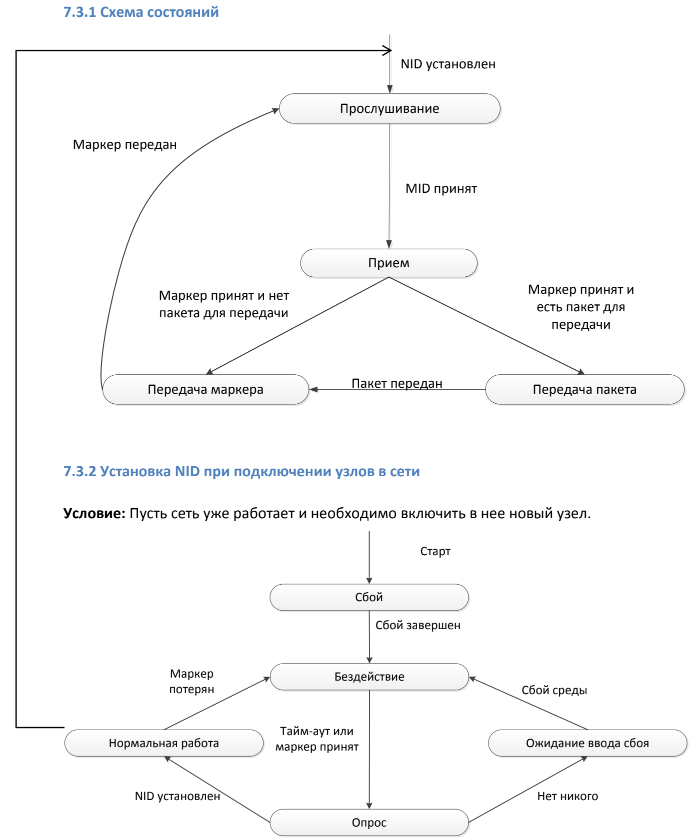 7.3.1 Схема состояний
NID установлен
Прослушивание
Маркер передан
MID принят
Прием
Маркер принят и нет
пакета для передачи
Маркер принят и
есть пакет для
передачи
Передача маркера
Пакет передан
Передача пакета
7.3.2 Установка NID при подключении узлов в сети
Условие: Пусть сеть уже работает и необходимо включить в нее новый узел.
Старт
Сбой
Сбой завершен
Маркер
потерян
Бездействие
Сбой среды
Нормальная работа
Тайм-аут или
маркер принят
Ожидание ввода сбоя
NID установлен
Нет никого
Опрос